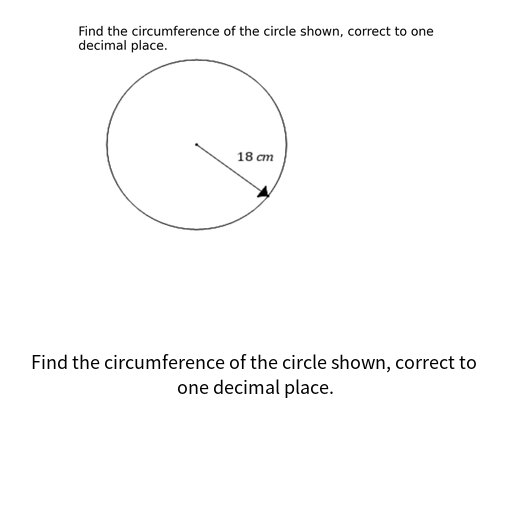 Find the circumference of the circle shown, correct to one
decimal place.
18 cm
Find the circumference of the circle shown, correct to
one decimal place.